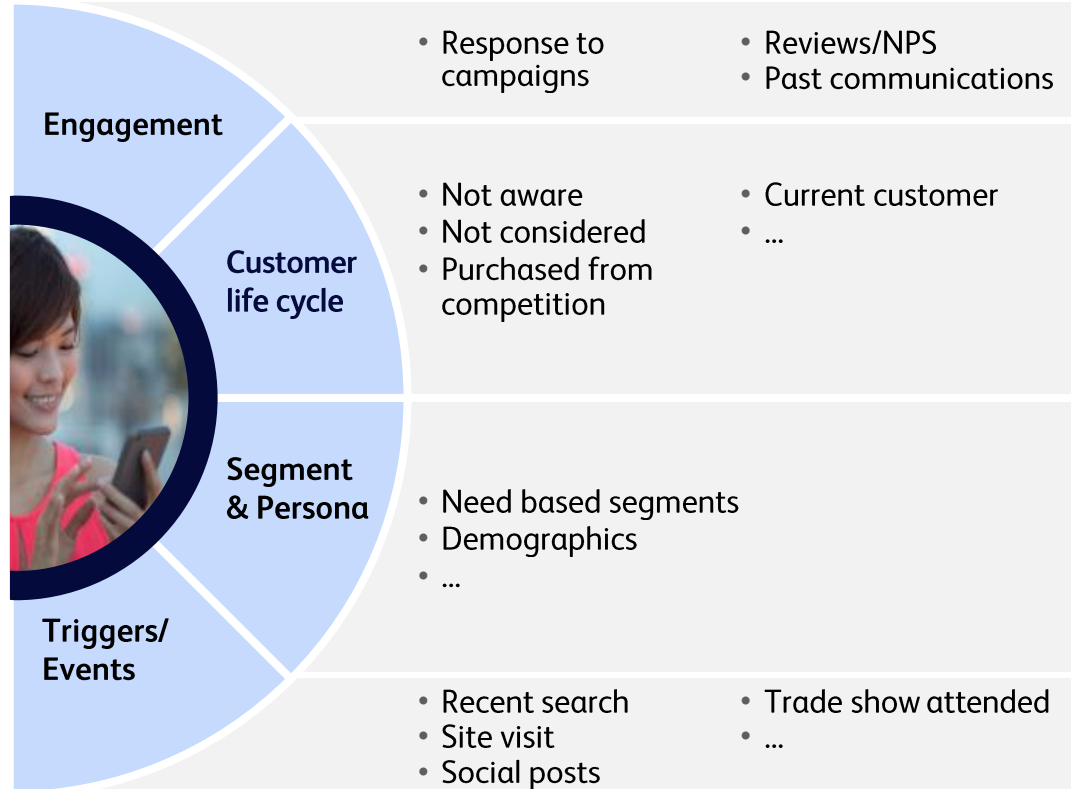 Engagement
• Response to
campaigns
• Reviews/NPS
• Past communications
Customer
life cycle
• Not aware
• Not considered
• Purchased from
competition
• Current customer
• ...
Segment
& Persona
• Need based segments
• Demographics
• ...
Triggers/
Events
• Recent search
• Site visit
• Social posts
• Trade show attended
• ...